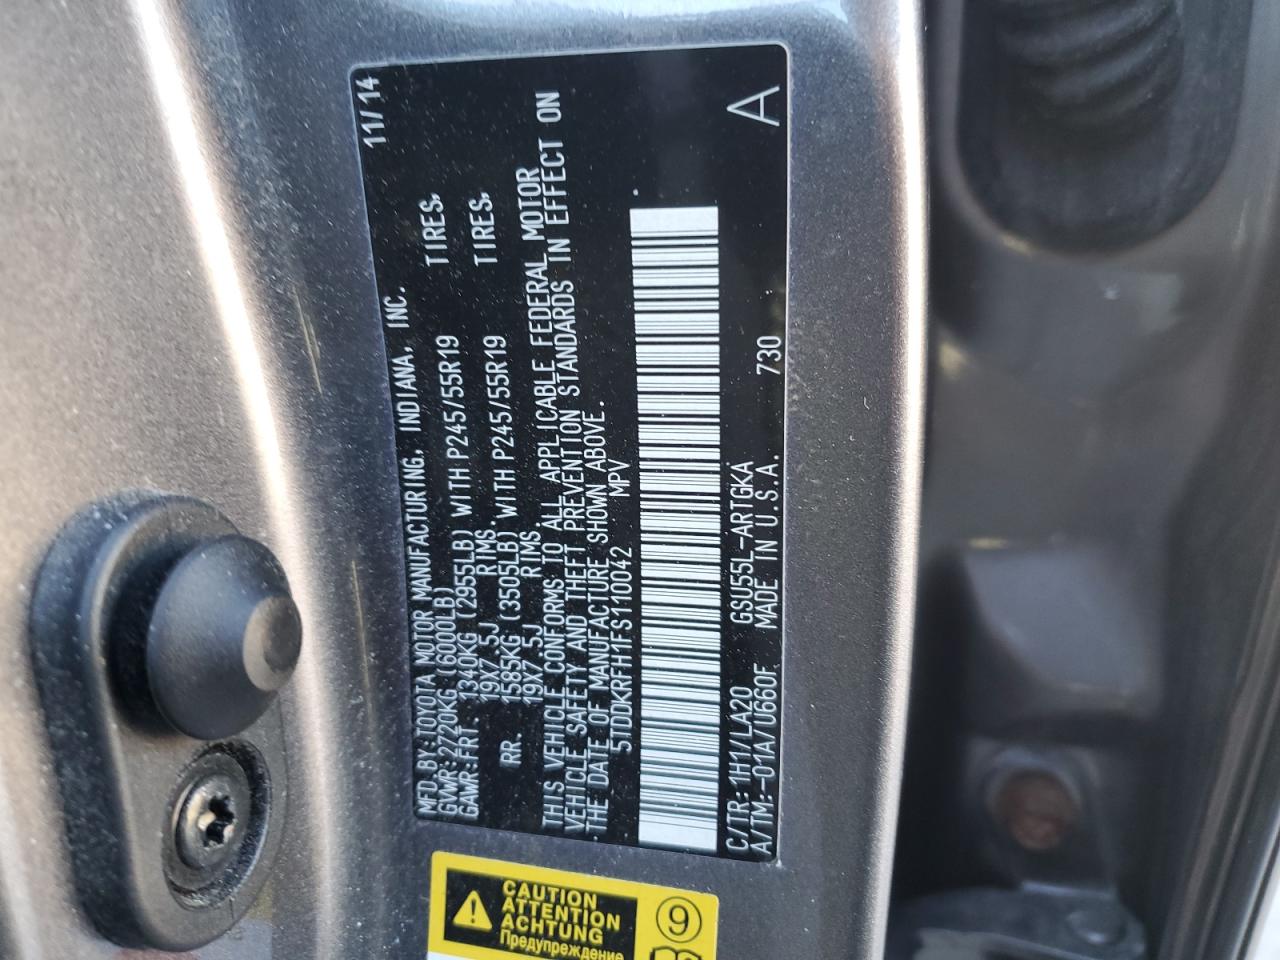 MFD.BY:TOYOTA MOTOR MANUFACTURING, INDIANA, INC. 11/14
GVWR:2720KG (6000LB)
GAWR:FRT. 1340KG (2955LB) WITH P245/55R19 TIRES,
19X7.5J RIMS.
RR. 1585KG (3505LB) WITH P245/55R19 TIRES,
19X7.5J RIMS
THIS VEHICLE CONFORMS TO ALL APPLICABLE FEDERAL MOTOR
VEHICLE SAFETY AND THEFT PREVENTION STANDARDS IN EFFECT ON
THE DATE OF MANUFACTURE SHOWN ABOVE.
5TDDKRFH1FS110042 MPV
C/TR:1H1/LA20 GSU55L-ARTGKA A
A/TM:-01A/U660F MADE IN U.S.A. 730
CAUTION
ATTENTION
ACHTUNG
Предупреждение
9